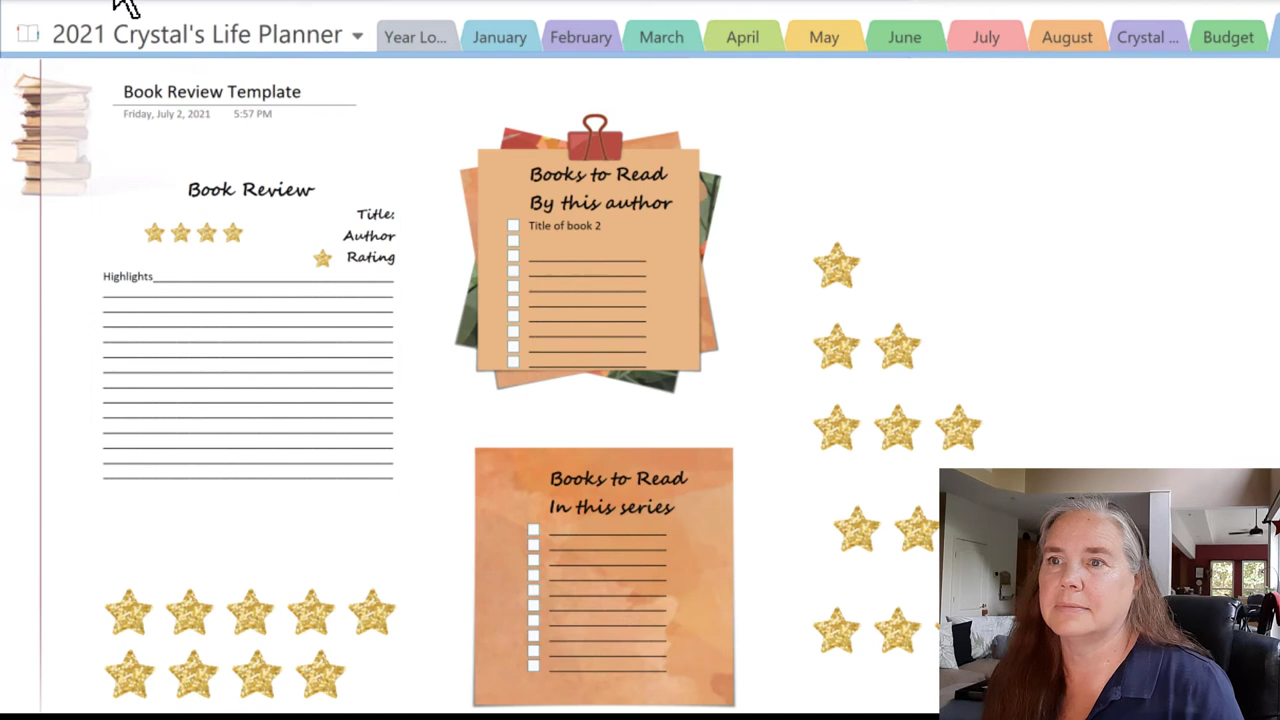 2021 Crystal's Life Planner
Year Lo... January February March April May June July August Crystal ... Budget
Book Review Template
Friday, July 2, 2021 5:57 PM
Book Review
Title:
Author
Rating
Highlights
Books to Read
By this author
Title of book 2
Books to Read
In this series